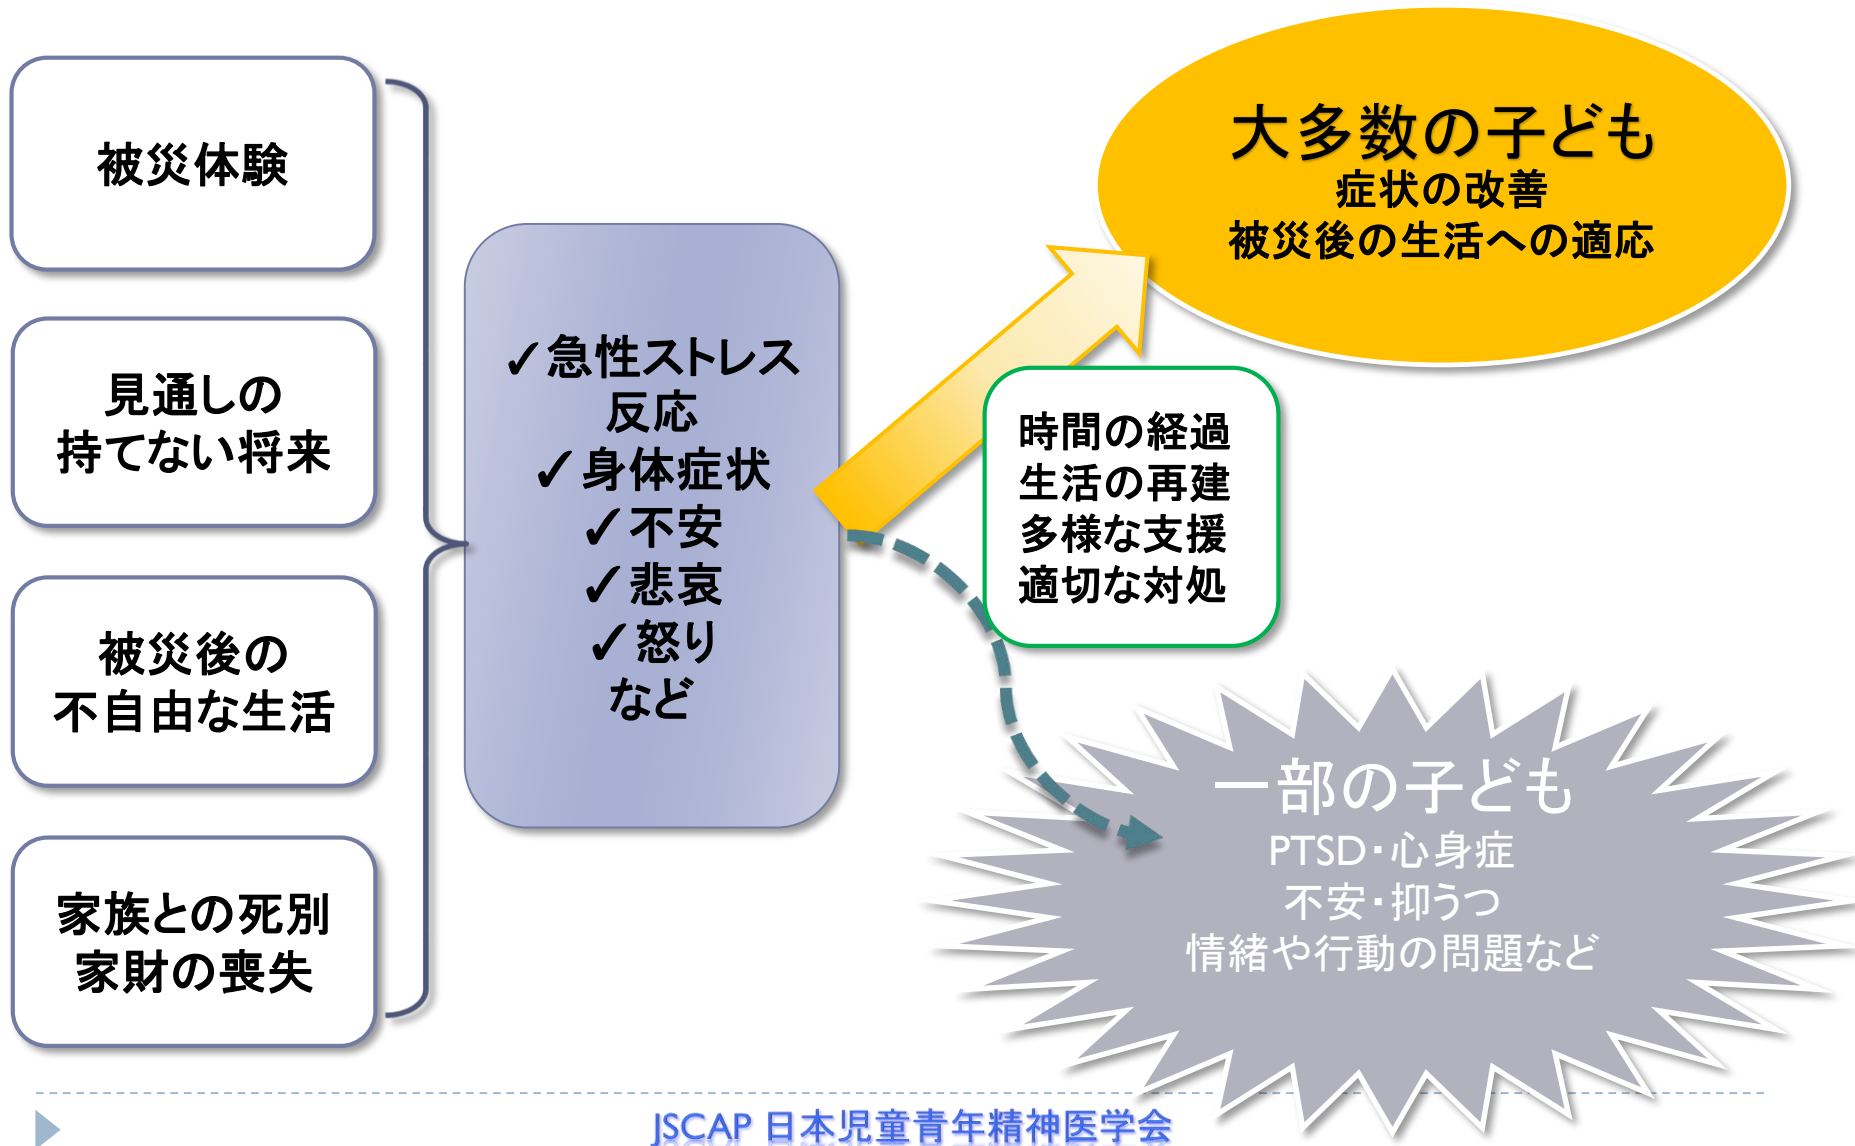 被災体験
見通しの
持てない将来
被災後の
不自由な生活
家族との死別
家財の喪失
✓急性ストレス
反応
✓身体症状
✓不安
✓悲哀
✓怒り
など
大多数の子ども
症状の改善
被災後の生活への適応
時間の経過
生活の再建
多様な支援
適切な対処
一部の子ども
PTSD・心身症
不安・抑うつ
情緒や行動の問題など
JSCAP 日本児童青年精神医学会